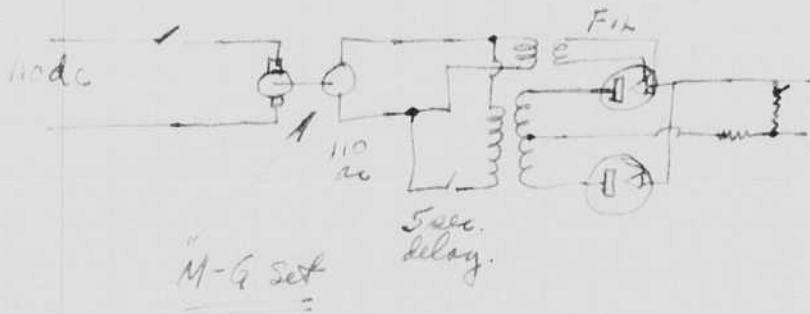 Fil
110 dc
110
ac
5 sec.
delay.
"M-G Set